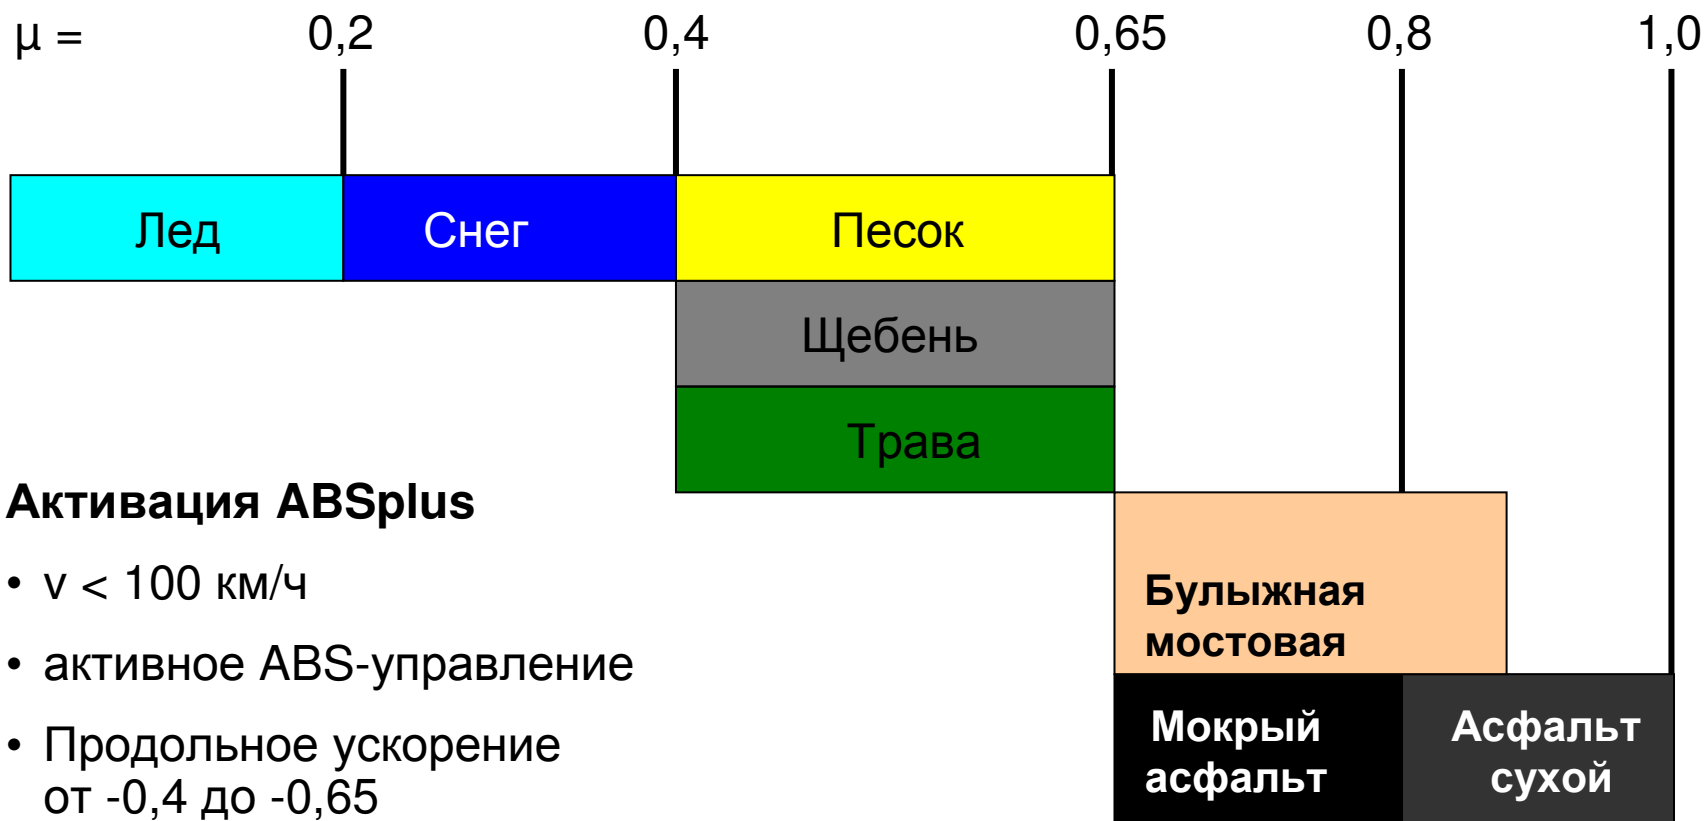 μ = 0,2 0,4 0,65 0,8 1,0
Лед Снег Песок
Щебень
Трава
Активация ABSplus
• v < 100 км/ч
• активное ABS-управление
• Продольное ускорение
от -0,4 до -0,65
Булыжная
мостовая
Мокрый
асфальт
Асфальт
сухой